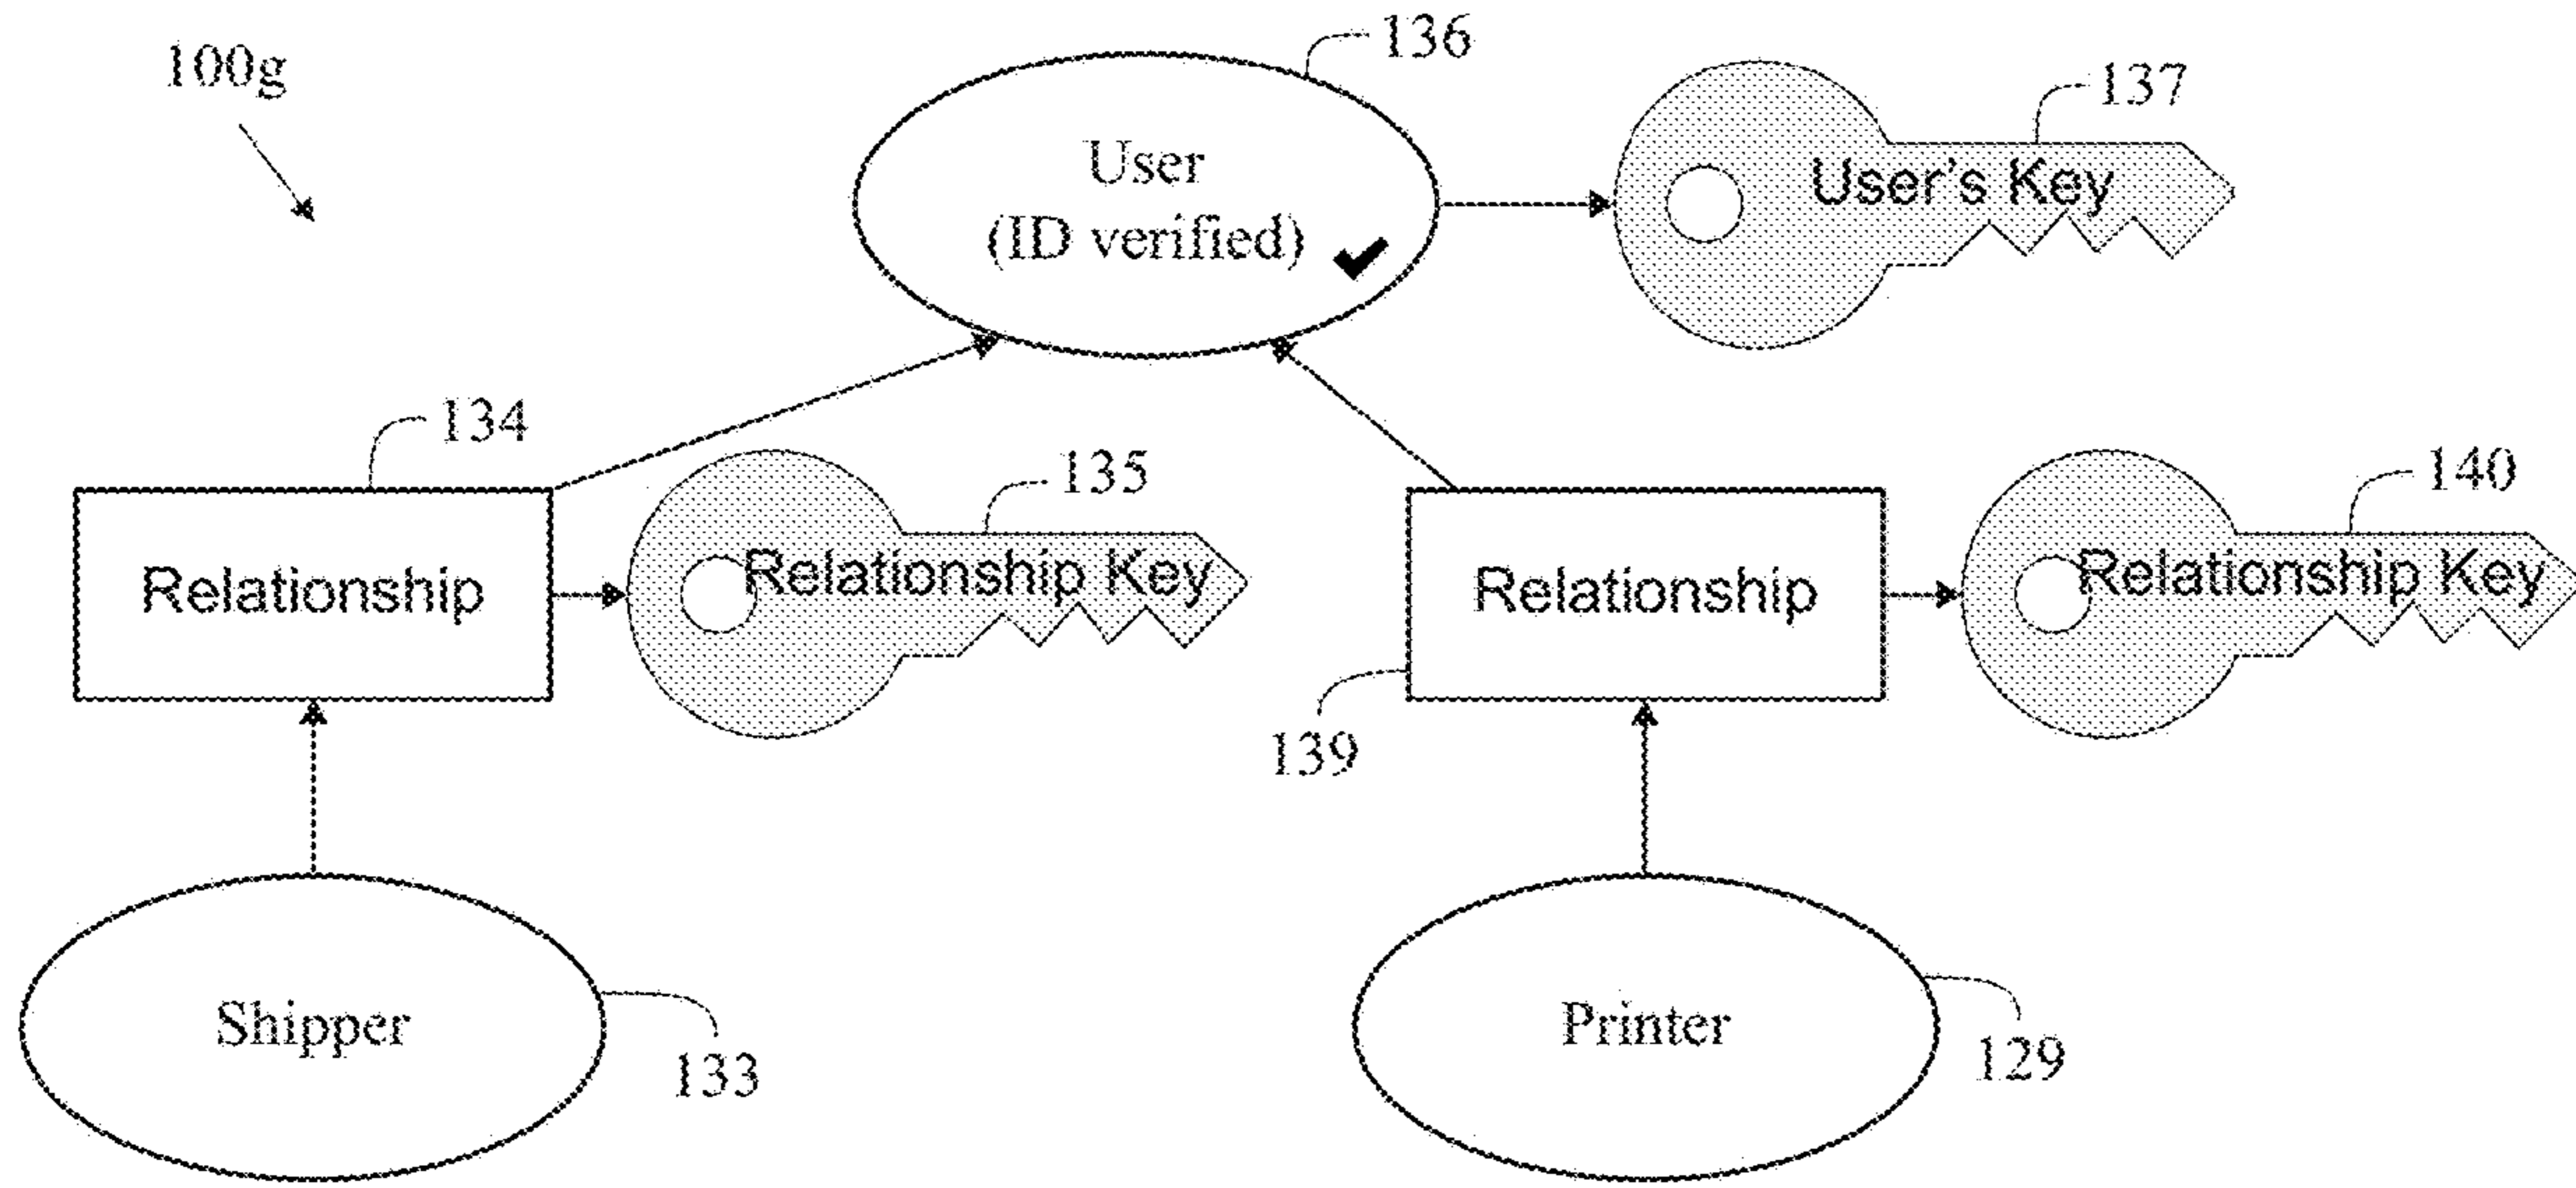 100g
136
137
User
(ID verified)
User's Key
134
135
140
Relationship
Relationship Key
Relationship
Relationship Key
139
Shipper
133
Printer
129